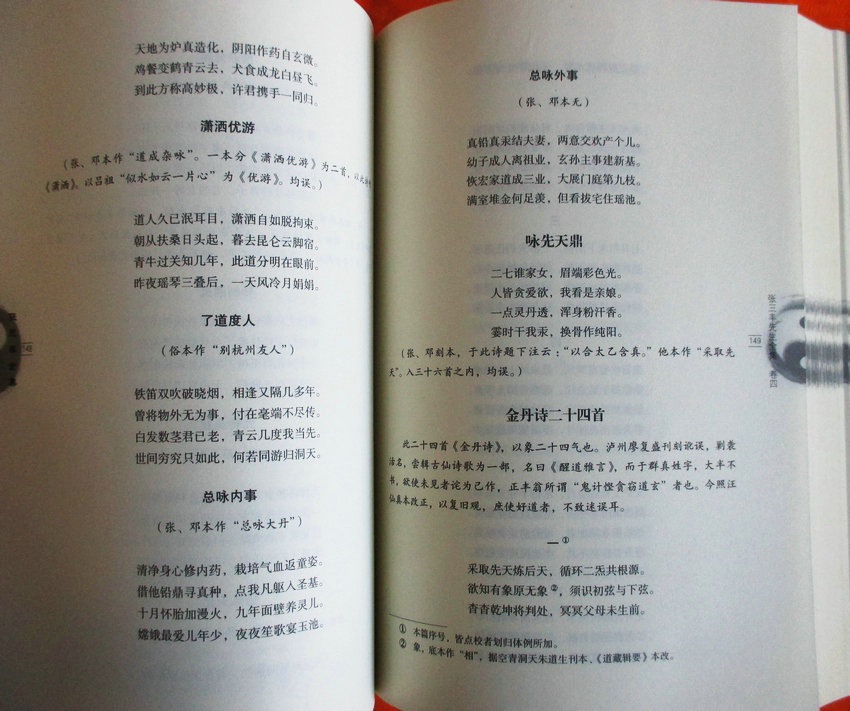 天地为炉真造化，阴阳作药自玄微。
鸡餐变鹤青云去，犬食成龙白昼飞。
到此方称高妙极，许君携手一同归。
潇洒优游
（张、邓本作“道成杂咏”。一本分《潇洒优游》为二首，以此诗为
《潇洒》。以吕祖“似水如云一片心”为《优游》。均误。）
道人久已泯耳目，潇洒自如脱拘束。
朝从扶桑日头起，暮去昆仑云脚宿。
青牛过关知几年，此道分明在眼前。
昨夜瑶琴三叠后，一天风冷月娟娟。
了道度人
（俗本作“别杭州友人”）
铁笛双吹破晓烟，相逢又隔几多年。
曾将物外无为事，付在毫端不尽传。
白发数茎君已老，青云几度我当先。
世间穷究只如此，何若同游归洞天。
总咏内事
（张、邓本作“总咏大丹”）
清净身心修内药，栽培气血返童姿。
借他铅鼎寻真种，点我凡躯入圣基。
十月怀胎加漫火，九年面壁养灵儿。
嫦娥最爱儿年少，夜夜笙歌宴玉池。
148
总咏外事
（张、邓本无）
真铅真汞结夫妻，两意交欢产个儿。
幼子成人离祖业，玄孙主事建新基。
恢宏家道成三业，大展门庭第九枝。
满室堆金何足羡，但看拔宅住瑶池。
咏先天鼎
二七谁家女，眉端彩色光。
人皆贪爱欲，我看是亲娘。
一点灵丹透，浑身粉汗香。
霎时干我汞，换骨作纯阳。
（张、邓刻本，于此诗题下注云：“以合太乙含真。”他本作“采取先
天”。入三十六首之内，均误。）
金丹诗二十四首
此二十四首《金丹诗》，以象二十四气也。泸州廖复盛刊刻讹误，剿袭
沽名，尝辑古仙诗歌为一部，名曰《醒道雅言》，而于群真姓字，大半不
书，欲使未见者诧为己作，正丰翁所谓“鬼计悭贪窃道玄”者也。今照汪
仙真本改正，以复旧观，庶使好道者，不致迷误耳。
一①
采取先天炼后天，循环二炁共根源。
欲知有象原无象②，须识初弦与下弦。
杳杳乾坤将判处，冥冥父母未生前。
① 本篇序号，皆点校者划归体例所加。
② 象，底本作“相”，据空青洞天朱道生刊本、《道藏辑要》本改。
张三丰先生全集 卷四
149